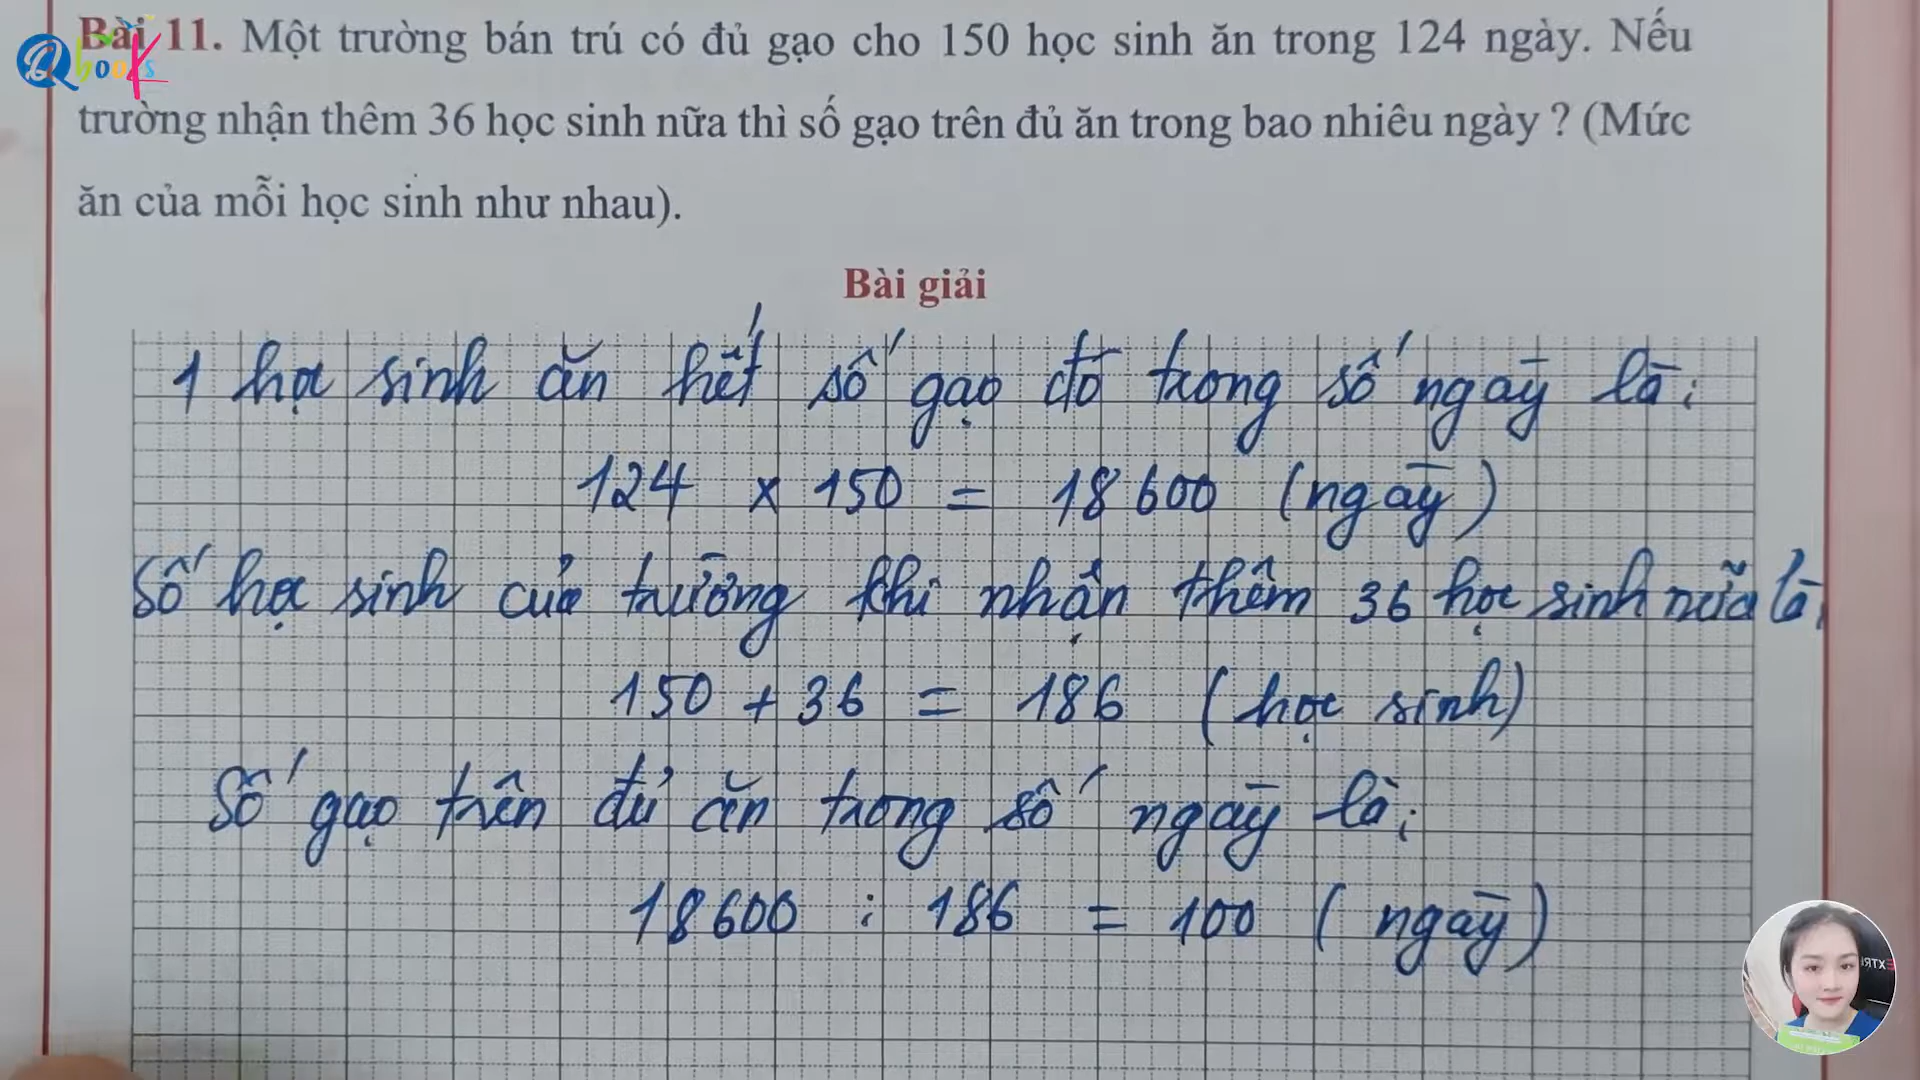 Qbooks
Bài 11. Một trường bán trú có đủ gạo cho 150 học sinh ăn trong 124 ngày. Nếu
trường nhận thêm 36 học sinh nữa thì số gạo trên đủ ăn trong bao nhiêu ngày ? (Mức
ăn của mỗi học sinh như nhau).
Bài giải
1 học sinh ăn hết số gạo đó trong số ngày là:
124 x 150 = 18 600 (ngày)
Số học sinh của trường khi nhận thêm 36 học sinh nữa là:
150 + 36 = 186 (học sinh)
Số gạo trên đủ ăn trong số ngày là:
18 600 : 186 = 100 (ngày)